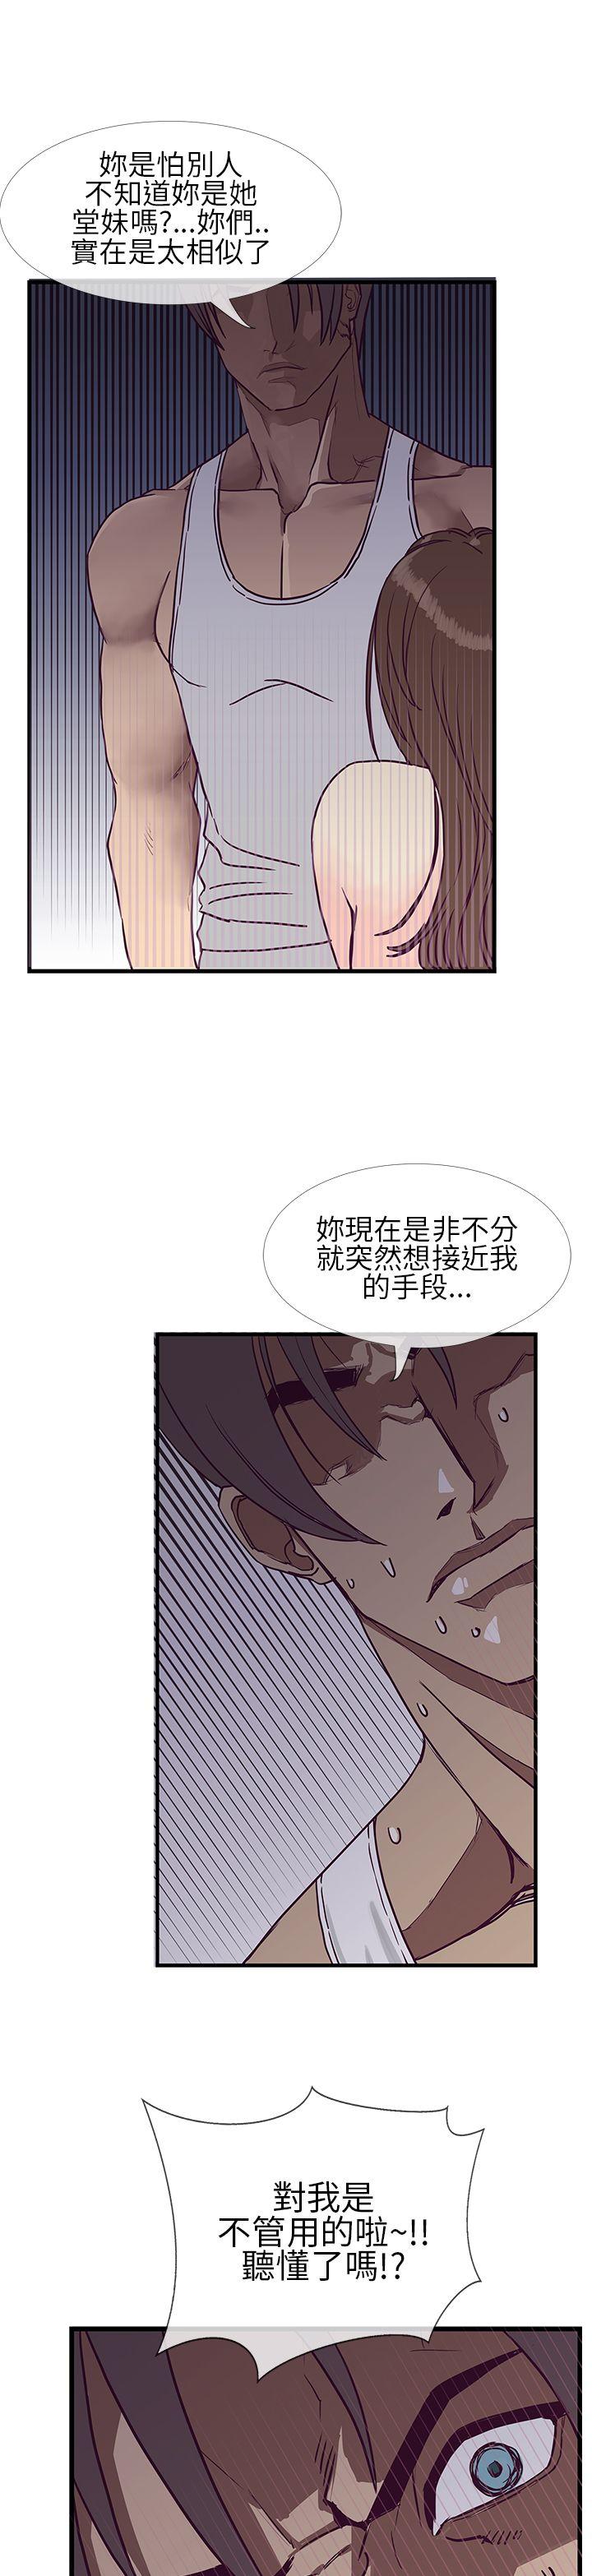 妳是怕別人
不知道妳是她
堂妹嗎?...妳們..
實在是太相似了
妳現在是非不分
就突然想接近我
的手段...
對我是
不管用的啦~!!
聽懂了嗎!?